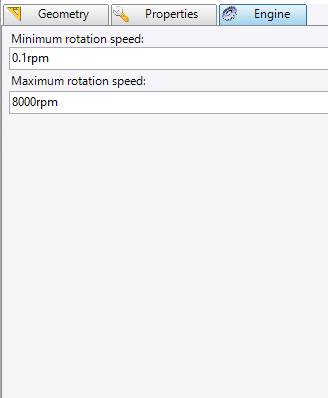 Geometry Properties Engine
Minimum rotation speed:
0.1rpm
Maximum rotation speed:
8000rpm